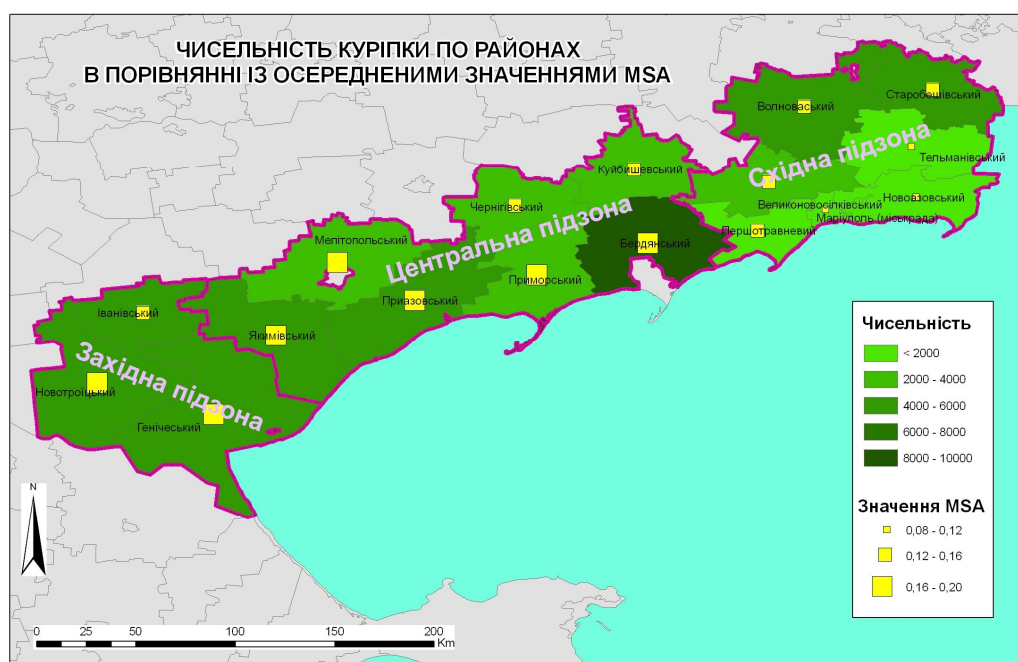 ЧИСЕЛЬНІСТЬ КУРІПКИ ПО РАЙОНАХ
В ПОРІВНЯННІ ІЗ ОСЕРЕДНЕНИМИ ЗНАЧЕННЯМИ MSA
Старобешівський
Волноваський
Східна підзона
Тельманівський
Куйбишевський
Новоазовський
Великоновосілківський
Маріуполь (міськрада)
Чернігівський
Першотравневий
Мелітопольський
Центральна підзона
Бердянський
Приморський
Приазовський
Іванівський
Якимівський
Західна підзона
Новотроїцький
Генічеський
Чисельність
< 2000
2000 - 4000
4000 - 6000
6000 - 8000
8000 - 10000
Значення MSA
0,08 - 0,12
0,12 - 0,16
0,16 - 0,20
N
0 25 50 100 150 200
Km